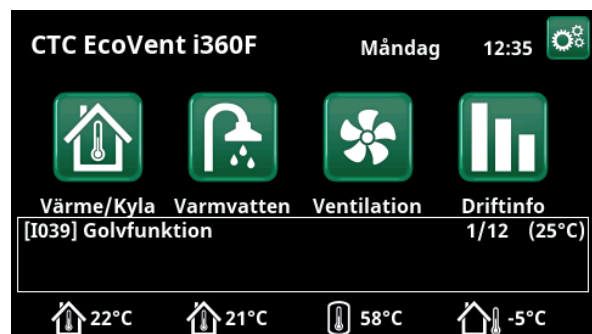 CTC EcoVent i360F Måndag 12:35
Värme/Kyla Varmvatten Ventilation Driftinfo
[I039] Golvfunktion 1/12 (25°C)
22°C 21°C 58°C -5°C